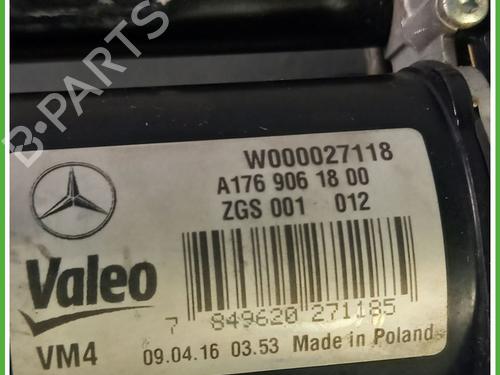 B-PARTS
W000027118
A176 906 18 00
ZGS 001 012
Valeo
7 849620 271185
VM4 09.04.16 03.53 Made in Poland